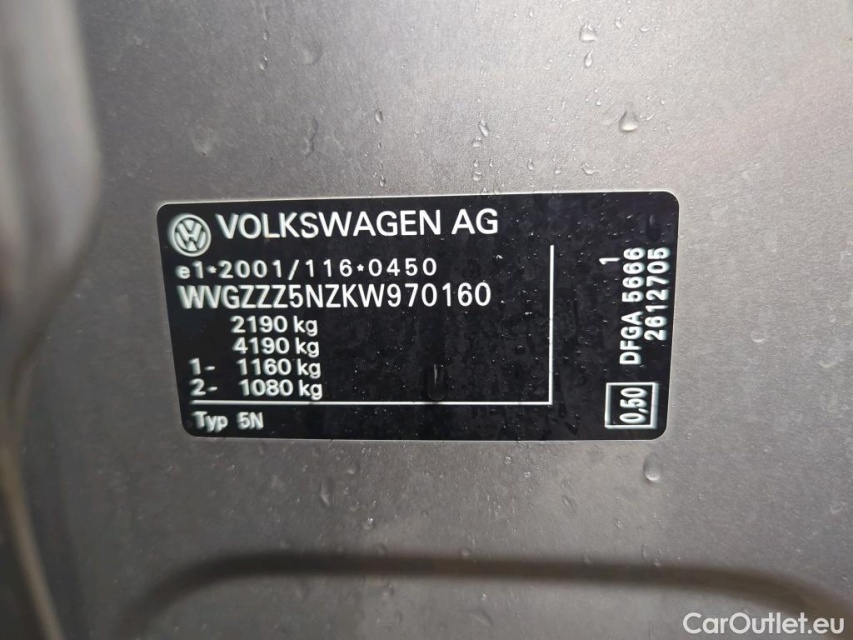 VOLKSWAGEN AG
e1*2001/116*0450
WVGZZZ5NZKW970160
2190 kg
4190 kg
1- 1160 kg
2- 1080 kg
Typ 5N
1
DFGA 5666
2612705
0,50
CarOutlet.eu